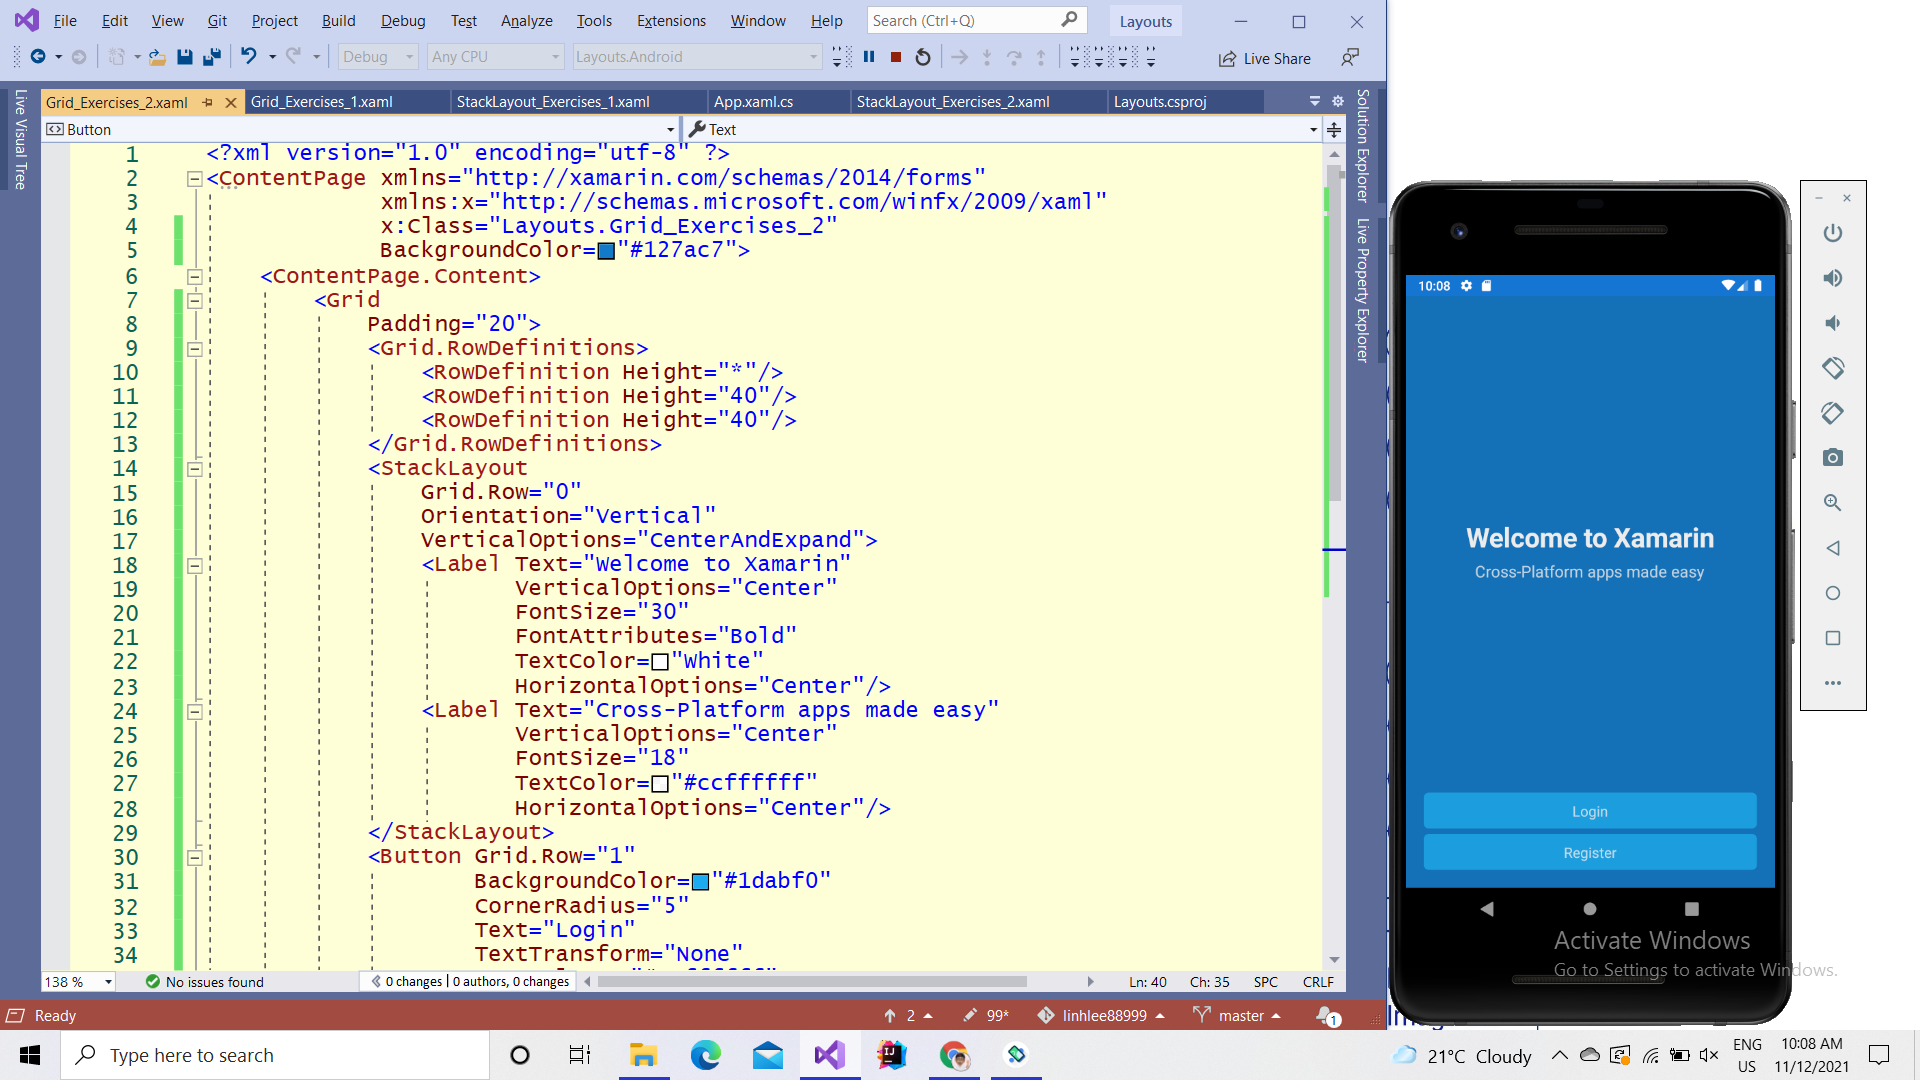 File Edit View Git Project Build Debug Test Analyze Tools Extensions Window Help Search (Ctrl+Q) Layouts
Debug Any CPU Layouts.Android Live Share
Grid_Exercises_2.xaml Grid_Exercises_1.xaml StackLayout_Exercises_1.xaml App.xaml.cs StackLayout_Exercises_2.xaml Layouts.csproj
Button Text
Live Visual Tree
Solution Explorer
Live Property Explorer
1 <?xml version="1.0" encoding="utf-8" ?>
2 <ContentPage xmlns="http://xamarin.com/schemas/2014/forms"
3 xmlns:x="http://schemas.microsoft.com/winfx/2009/xaml"
4 x:Class="Layouts.Grid_Exercises_2"
5 BackgroundColor="#127ac7">
6 <ContentPage.Content>
7 <Grid
8 Padding="20">
9 <Grid.RowDefinitions>
10 <RowDefinition Height="*"/>
11 <RowDefinition Height="40"/>
12 <RowDefinition Height="40"/>
13 </Grid.RowDefinitions>
14 <StackLayout
15 Grid.Row="0"
16 Orientation="Vertical"
17 VerticalOptions="CenterAndExpand">
18 <Label Text="Welcome to Xamarin"
19 VerticalOptions="Center"
20 FontSize="30"
21 FontAttributes="Bold"
22 TextColor="White"
23 HorizontalOptions="Center"/>
24 <Label Text="Cross-Platform apps made easy"
25 VerticalOptions="Center"
26 FontSize="18"
27 TextColor="#ccffffff"
28 HorizontalOptions="Center"/>
29 </StackLayout>
30 <Button Grid.Row="1"
31 BackgroundColor="#1dabf0"
32 CornerRadius="5"
33 Text="Login"
34 TextTransform="None"
138 % No issues found 0 changes | 0 authors, 0 changes Ln: 40 Ch: 35 SPC CRLF
Ready 2 99* linhlee88999 master 1
10:08
Welcome to Xamarin
Cross-Platform apps made easy
Login
Register
Activate Windows
Go to Settings to activate Windows.
Type here to search 21°C Cloudy ENG US 10:08 AM 11/12/2021